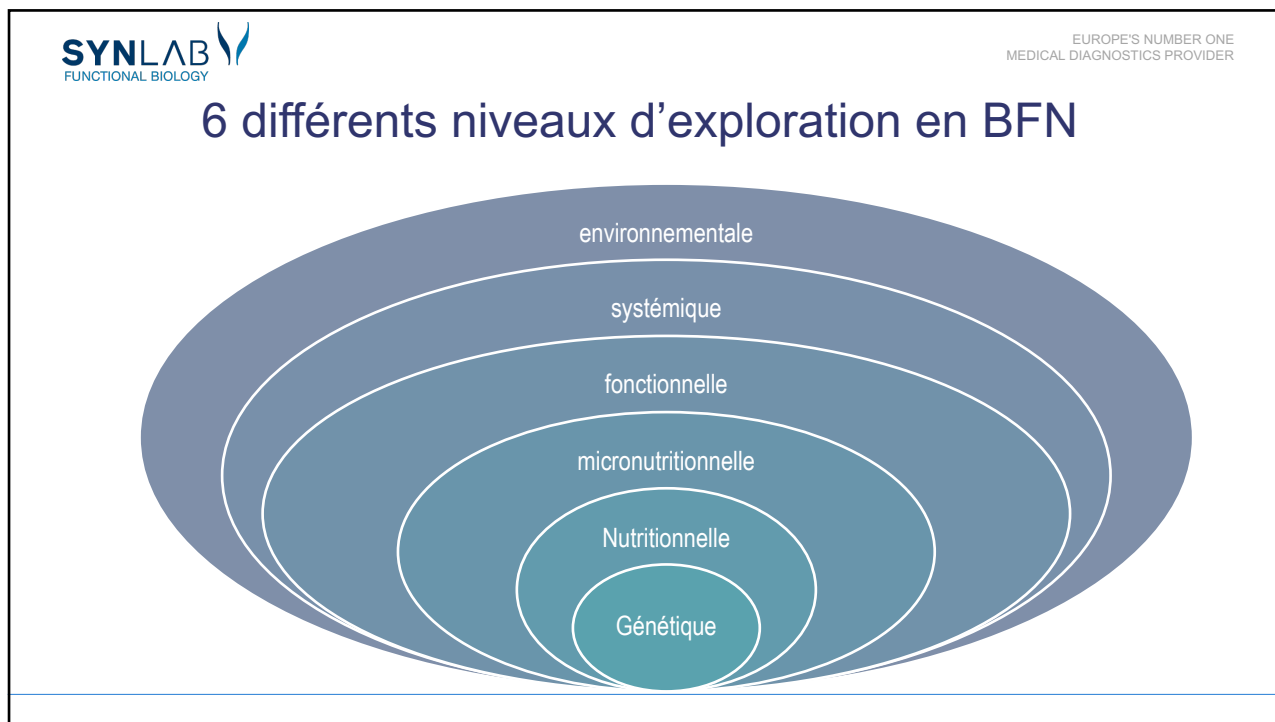 SYNLAB
FUNCTIONAL BIOLOGY
EUROPE'S NUMBER ONE
MEDICAL DIAGNOSTICS PROVIDER
6 différents niveaux d’exploration en BFN
environnementale
systémique
fonctionnelle
micronutritionnelle
Nutritionnelle
Génétique